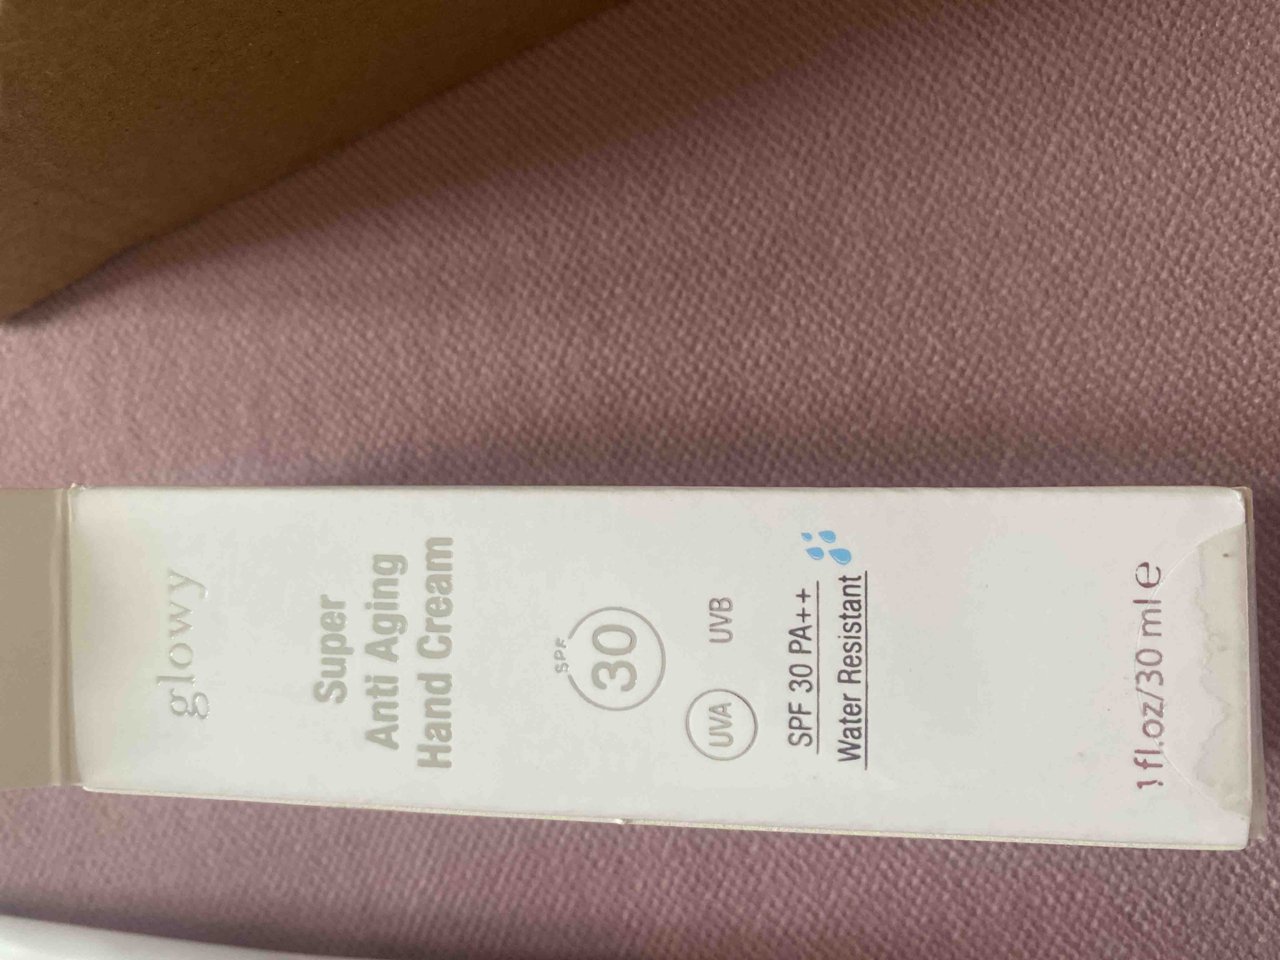 glowy
Super
Anti Aging
Hand Cream
SPF
30
UVA UVB
SPF 30 PA++
Water Resistant
1 fl.oz/30 ml e